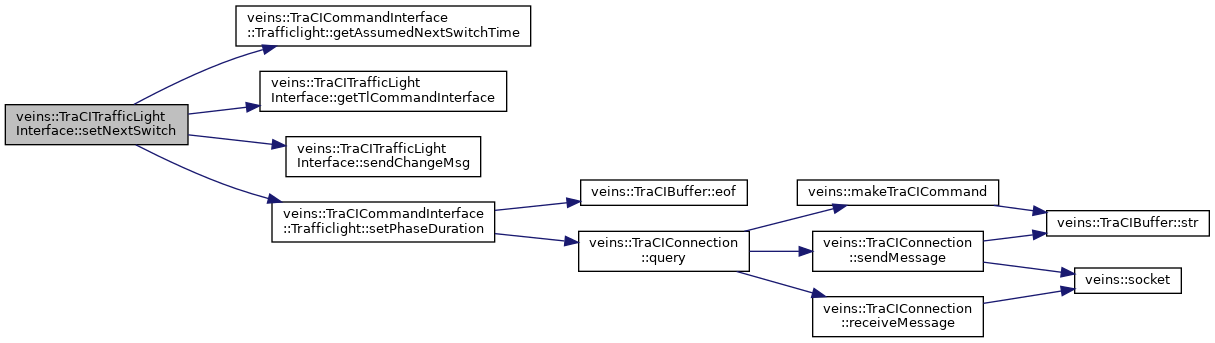 veins::TraCICommandInterface
::Trafficlight::getAssumedNextSwitchTime
veins::TraCITrafficLight
Interface::getTlCommandInterface
veins::TraCITrafficLight
Interface::setNextSwitch
veins::TraCITrafficLight
Interface::sendChangeMsg
veins::TraCICommandInterface
::Trafficlight::setPhaseDuration
veins::TraCIBuffer::eof
veins::TraCIConnection
::query
veins::makeTraCICommand
veins::TraCIConnection
::sendMessage
veins::TraCIConnection
::receiveMessage
veins::TraCIBuffer::str
veins::socket